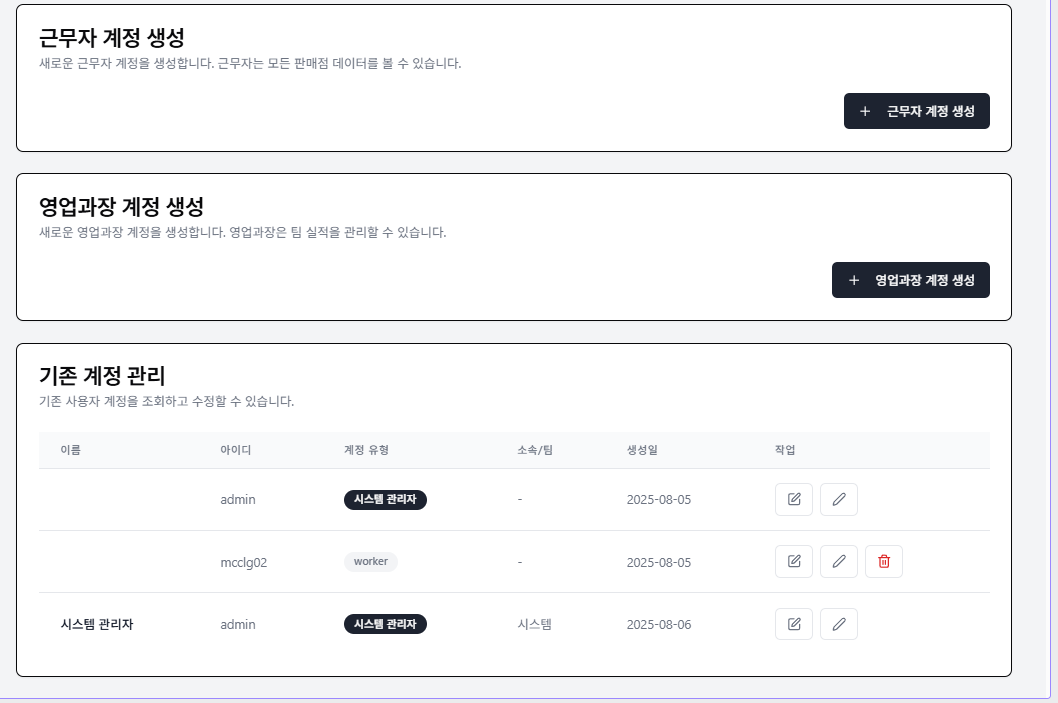 근무자 계정 생성
새로운 근무자 계정을 생성합니다. 근무자는 모든 판매점 데이터를 볼 수 있습니다.
+ 근무자 계정 생성
영업과장 계정 생성
새로운 영업과장 계정을 생성합니다. 영업과장은 팀 실적을 관리할 수 있습니다.
+ 영업과장 계정 생성
기존 계정 관리
기존 사용자 계정을 조회하고 수정할 수 있습니다.
이름 아이디 계정 유형 소속/팀 생성일 작업
admin 시스템 관리자 - 2025-08-05
mcclg02 worker - 2025-08-05
시스템 관리자 admin 시스템 관리자 시스템 2025-08-06